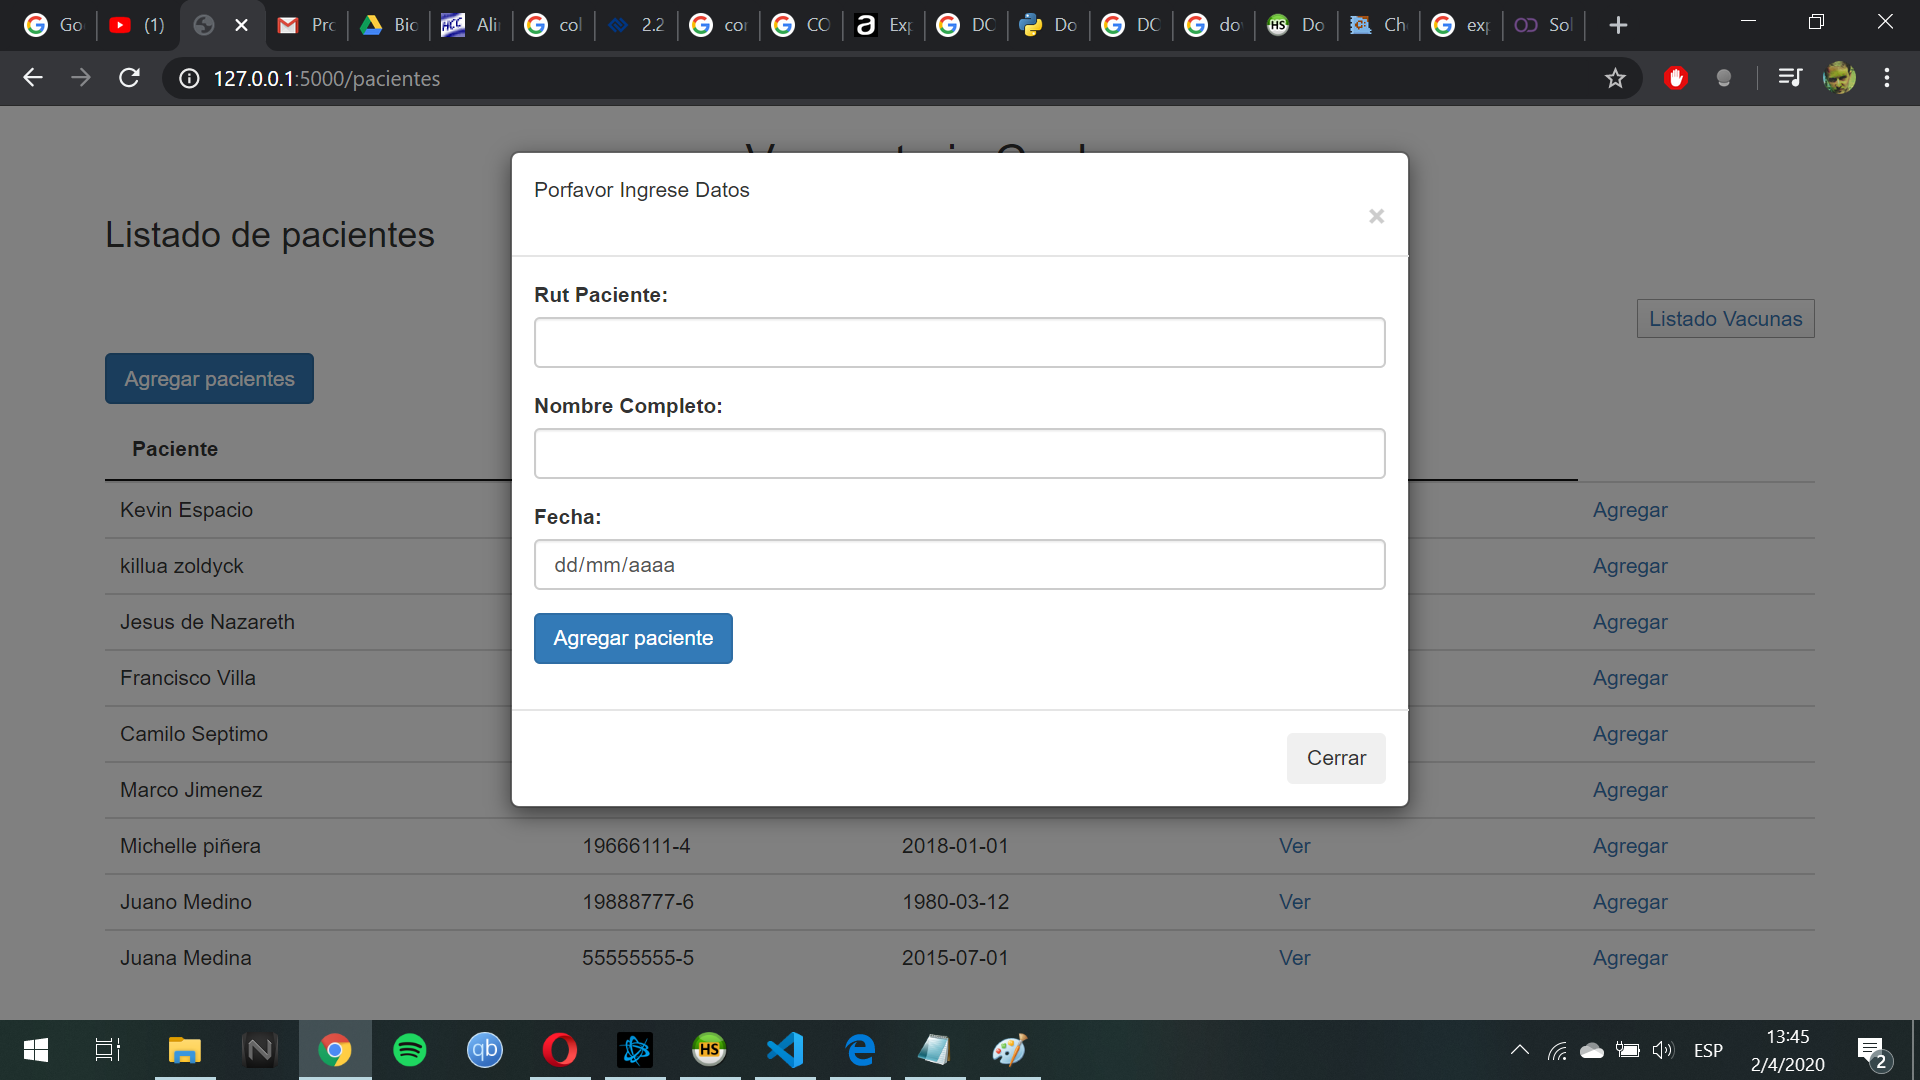 Go
(1)
Pro
Bio
Ali
col
2.2
cor
CO
Exp
DC
Do
DC
do
Do
Ch
exp
Sol
127.0.0.1:5000/pacientes
Porfavor Ingrese Datos
×
Listado de pacientes
Rut Paciente:
Listado Vacunas
Agregar pacientes
Nombre Completo:
Paciente
Fecha:
dd/mm/aaaa
Agregar paciente
Cerrar
Kevin Espacio Agregar
killua zoldyck Agregar
Jesus de Nazareth Agregar
Francisco Villa Agregar
Camilo Septimo Agregar
Marco Jimenez Agregar
Michelle piñera 19666111-4 2018-01-01 Ver Agregar
Juano Medino 19888777-6 1980-03-12 Ver Agregar
Juana Medina 55555555-5 2015-07-01 Ver Agregar
N
qb
HS
ESP
13:45
2/4/2020
2